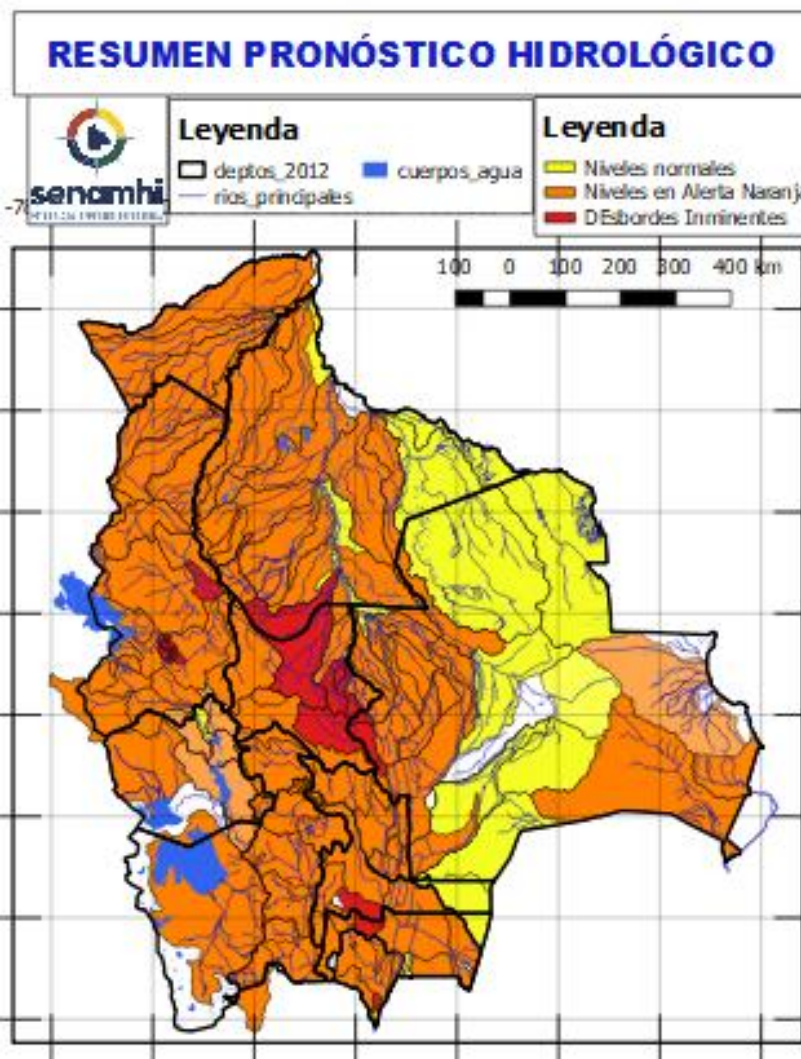 RESUMEN PRONÓSTICO HIDROLÓGICO
senamhi
Leyenda
deptos_2012
cuerpos_agua
rios_principales
Leyenda
Niveles normales
Niveles en Alerta Naranj
DEsbordes Inminentes
100 0 100 200 300 400 km